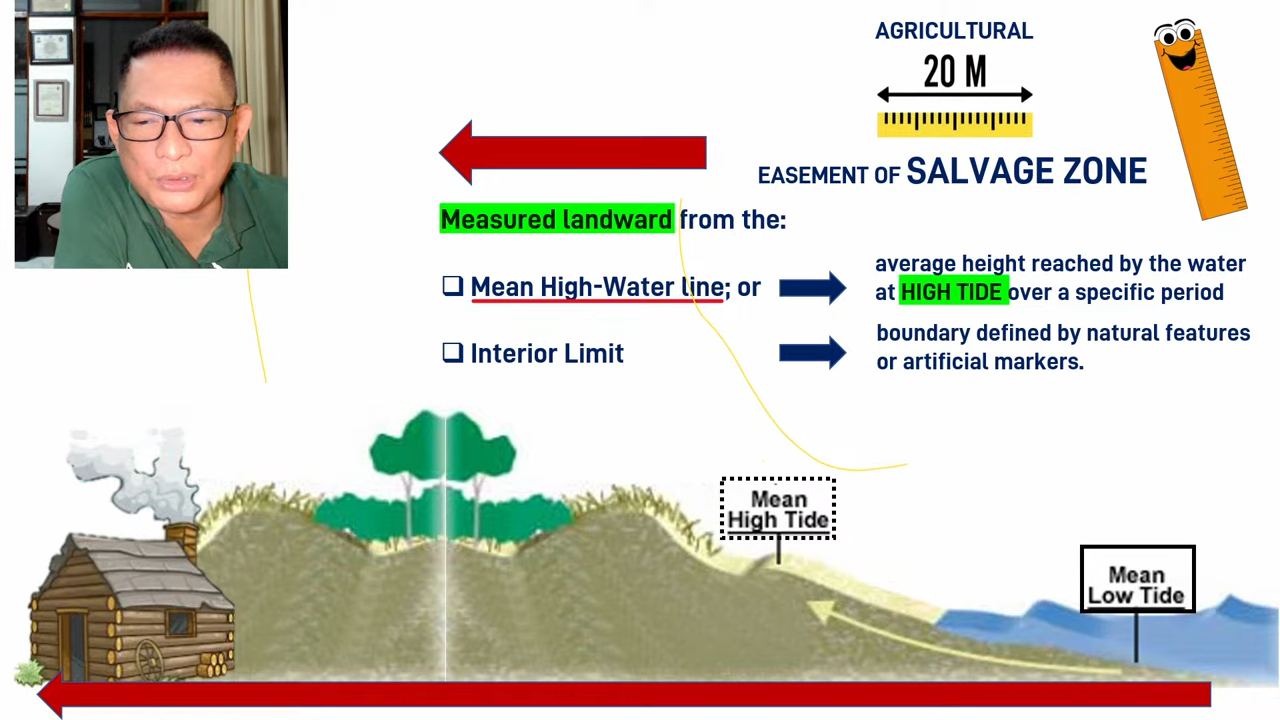 AGRICULTURAL
20 M
EASEMENT OF SALVAGE ZONE
Measured landward from the:
❑ Mean High-Water line; or
average height reached by the water
at HIGH TIDE over a specific period
❑ Interior Limit
boundary defined by natural features
or artificial markers.
Mean
High Tide
Mean
Low Tide